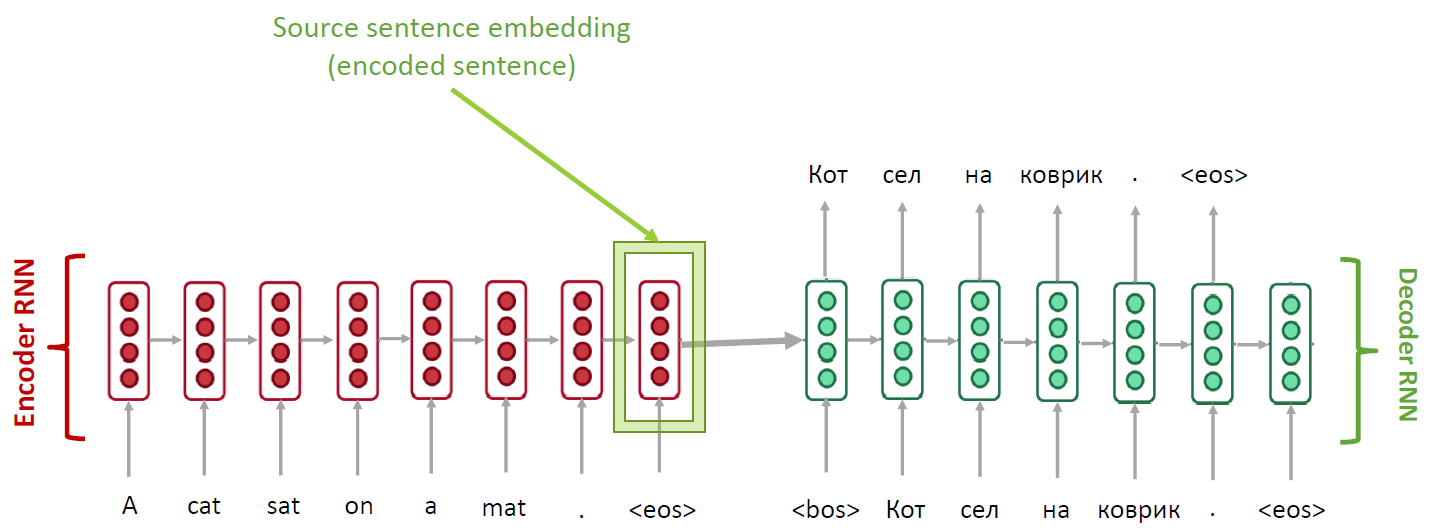 Source sentence embedding
(encoded sentence)
Кот сел на коврик . <eos>
Encoder RNN
Decoder RNN
A cat sat on a mat . <eos>
<bos> Кот сел на коврик . <eos>